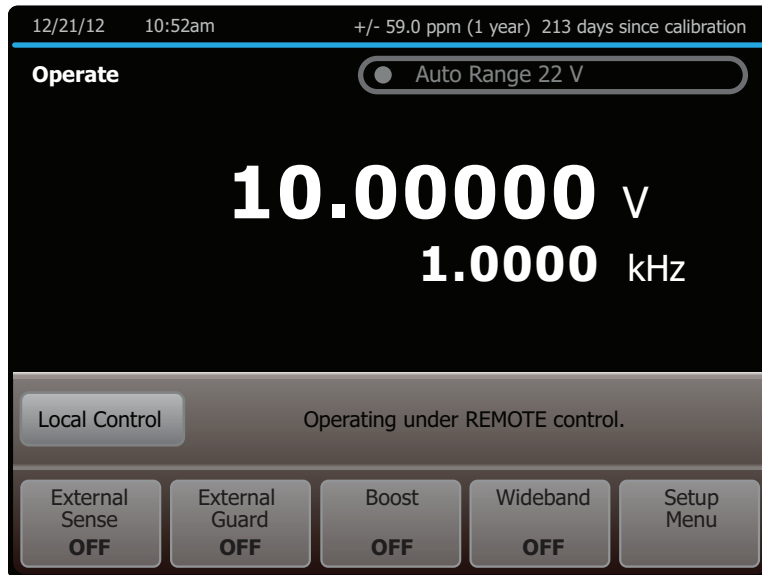 12/21/12 10:52am +/- 59.0 ppm (1 year) 213 days since calibration
Operate Auto Range 22 V
10.00000 V
1.0000 kHz
Local Control Operating under REMOTE control.
External Sense OFF
External Guard OFF
Boost OFF
Wideband OFF
Setup Menu